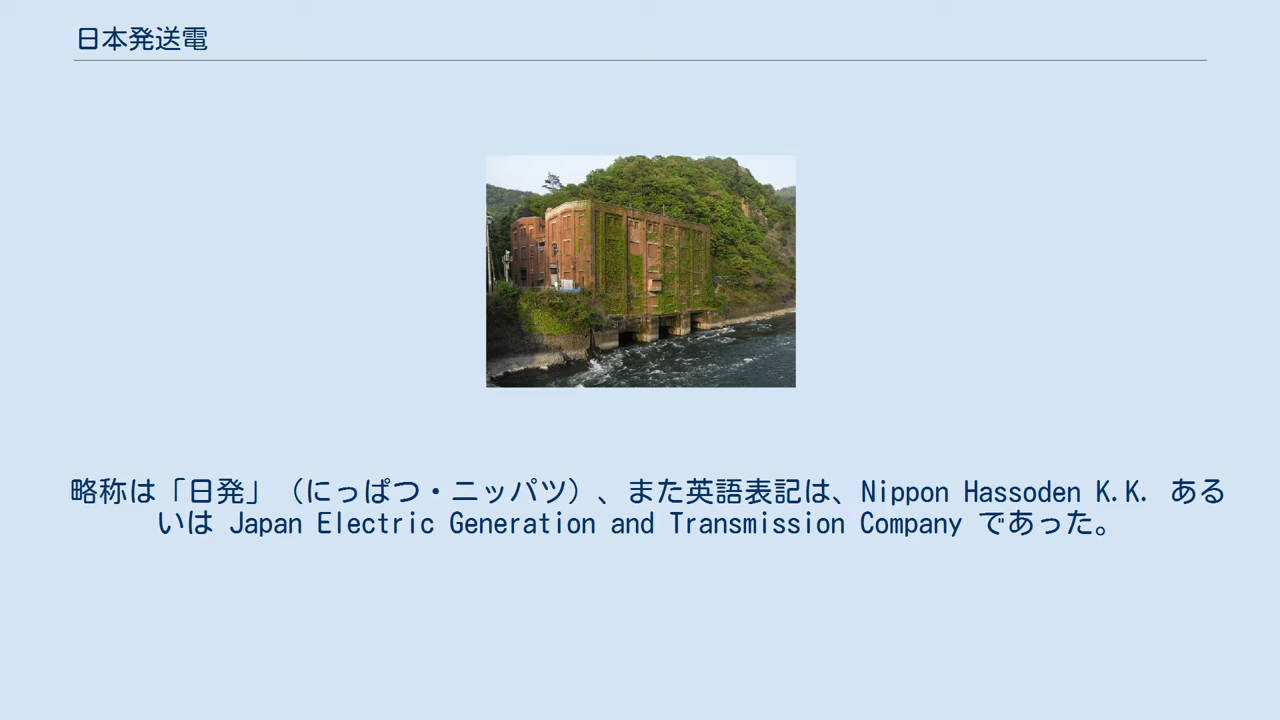 日本発送電
略称は「日発」（にっぱつ・ニッパツ）、また英語表記は、Nippon Hassoden K.K. ある
いは Japan Electric Generation and Transmission Company であった。